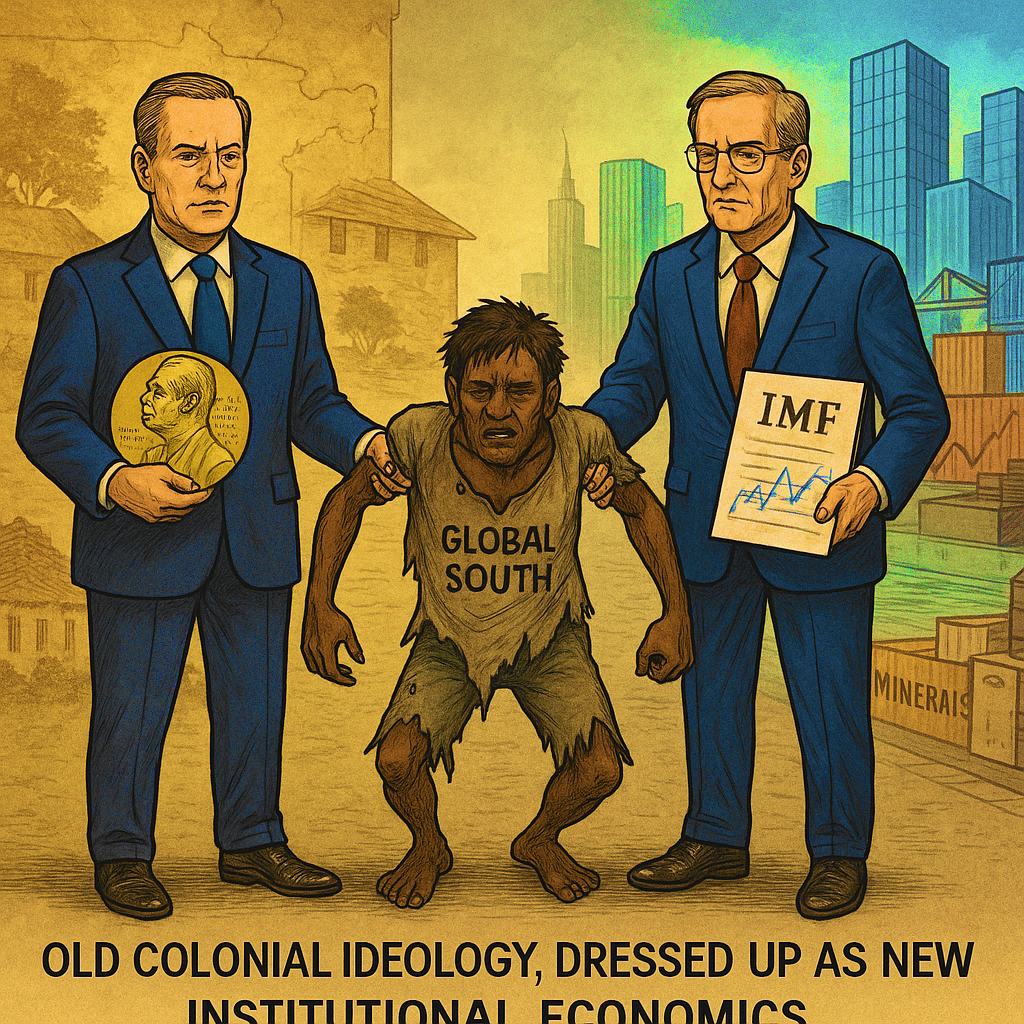 GLOBAL
SOUTH
IMF
MINERAIS
OLD COLONIAL IDEOLOGY, DRESSED UP AS NEW
INSTITUTIONAL ECONOMICS